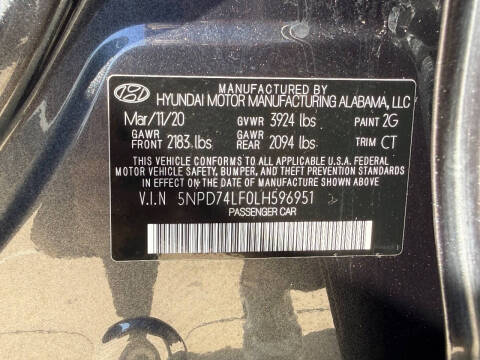 MANUFACTURED BY
HYUNDAI MOTOR MANUFACTURING ALABAMA, LLC
Mar/11/20 GVWR 3924 lbs PAINT 2G
GAWR FRONT 2183 lbs GAWR REAR 2094 lbs TRIM CT
THIS VEHICLE CONFORMS TO ALL APPLICABLE U.S.A. FEDERAL
MOTOR VEHICLE SAFETY, BUMPER, AND THEFT PREVENTION STANDARDS
IN EFFECT ON THE DATE OF MANUFACTURE SHOWN ABOVE.
V.I.N 5NPD74LF0LH596951
PASSENGER CAR